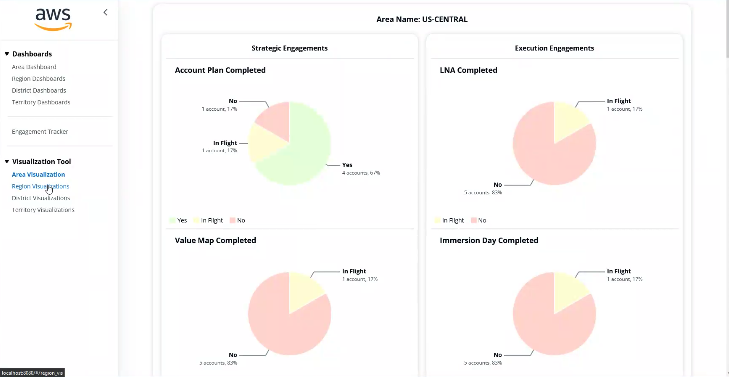 aws
Dashboards
Area Dashboard
Region Dashboards
District Dashboards
Territory Dashboards
Engagement Tracker
Visualization Tool
Area Visualization
Region Visualizations
District Visualizations
Territory Visualizations
localhost:8080/#/region_vis
Area Name: US-CENTRAL
Strategic Engagements
Account Plan Completed
No
1 account, 17%
In Flight
1 account, 17%
Yes
4 accounts, 67%
Yes In Flight No
Value Map Completed
In Flight
1 account, 17%
No
5 accounts, 83%
Execution Engagements
LNA Completed
In Flight
1 account, 17%
No
5 accounts, 83%
In Flight No
Immersion Day Completed
In Flight
1 account, 17%
No
5 accounts, 83%